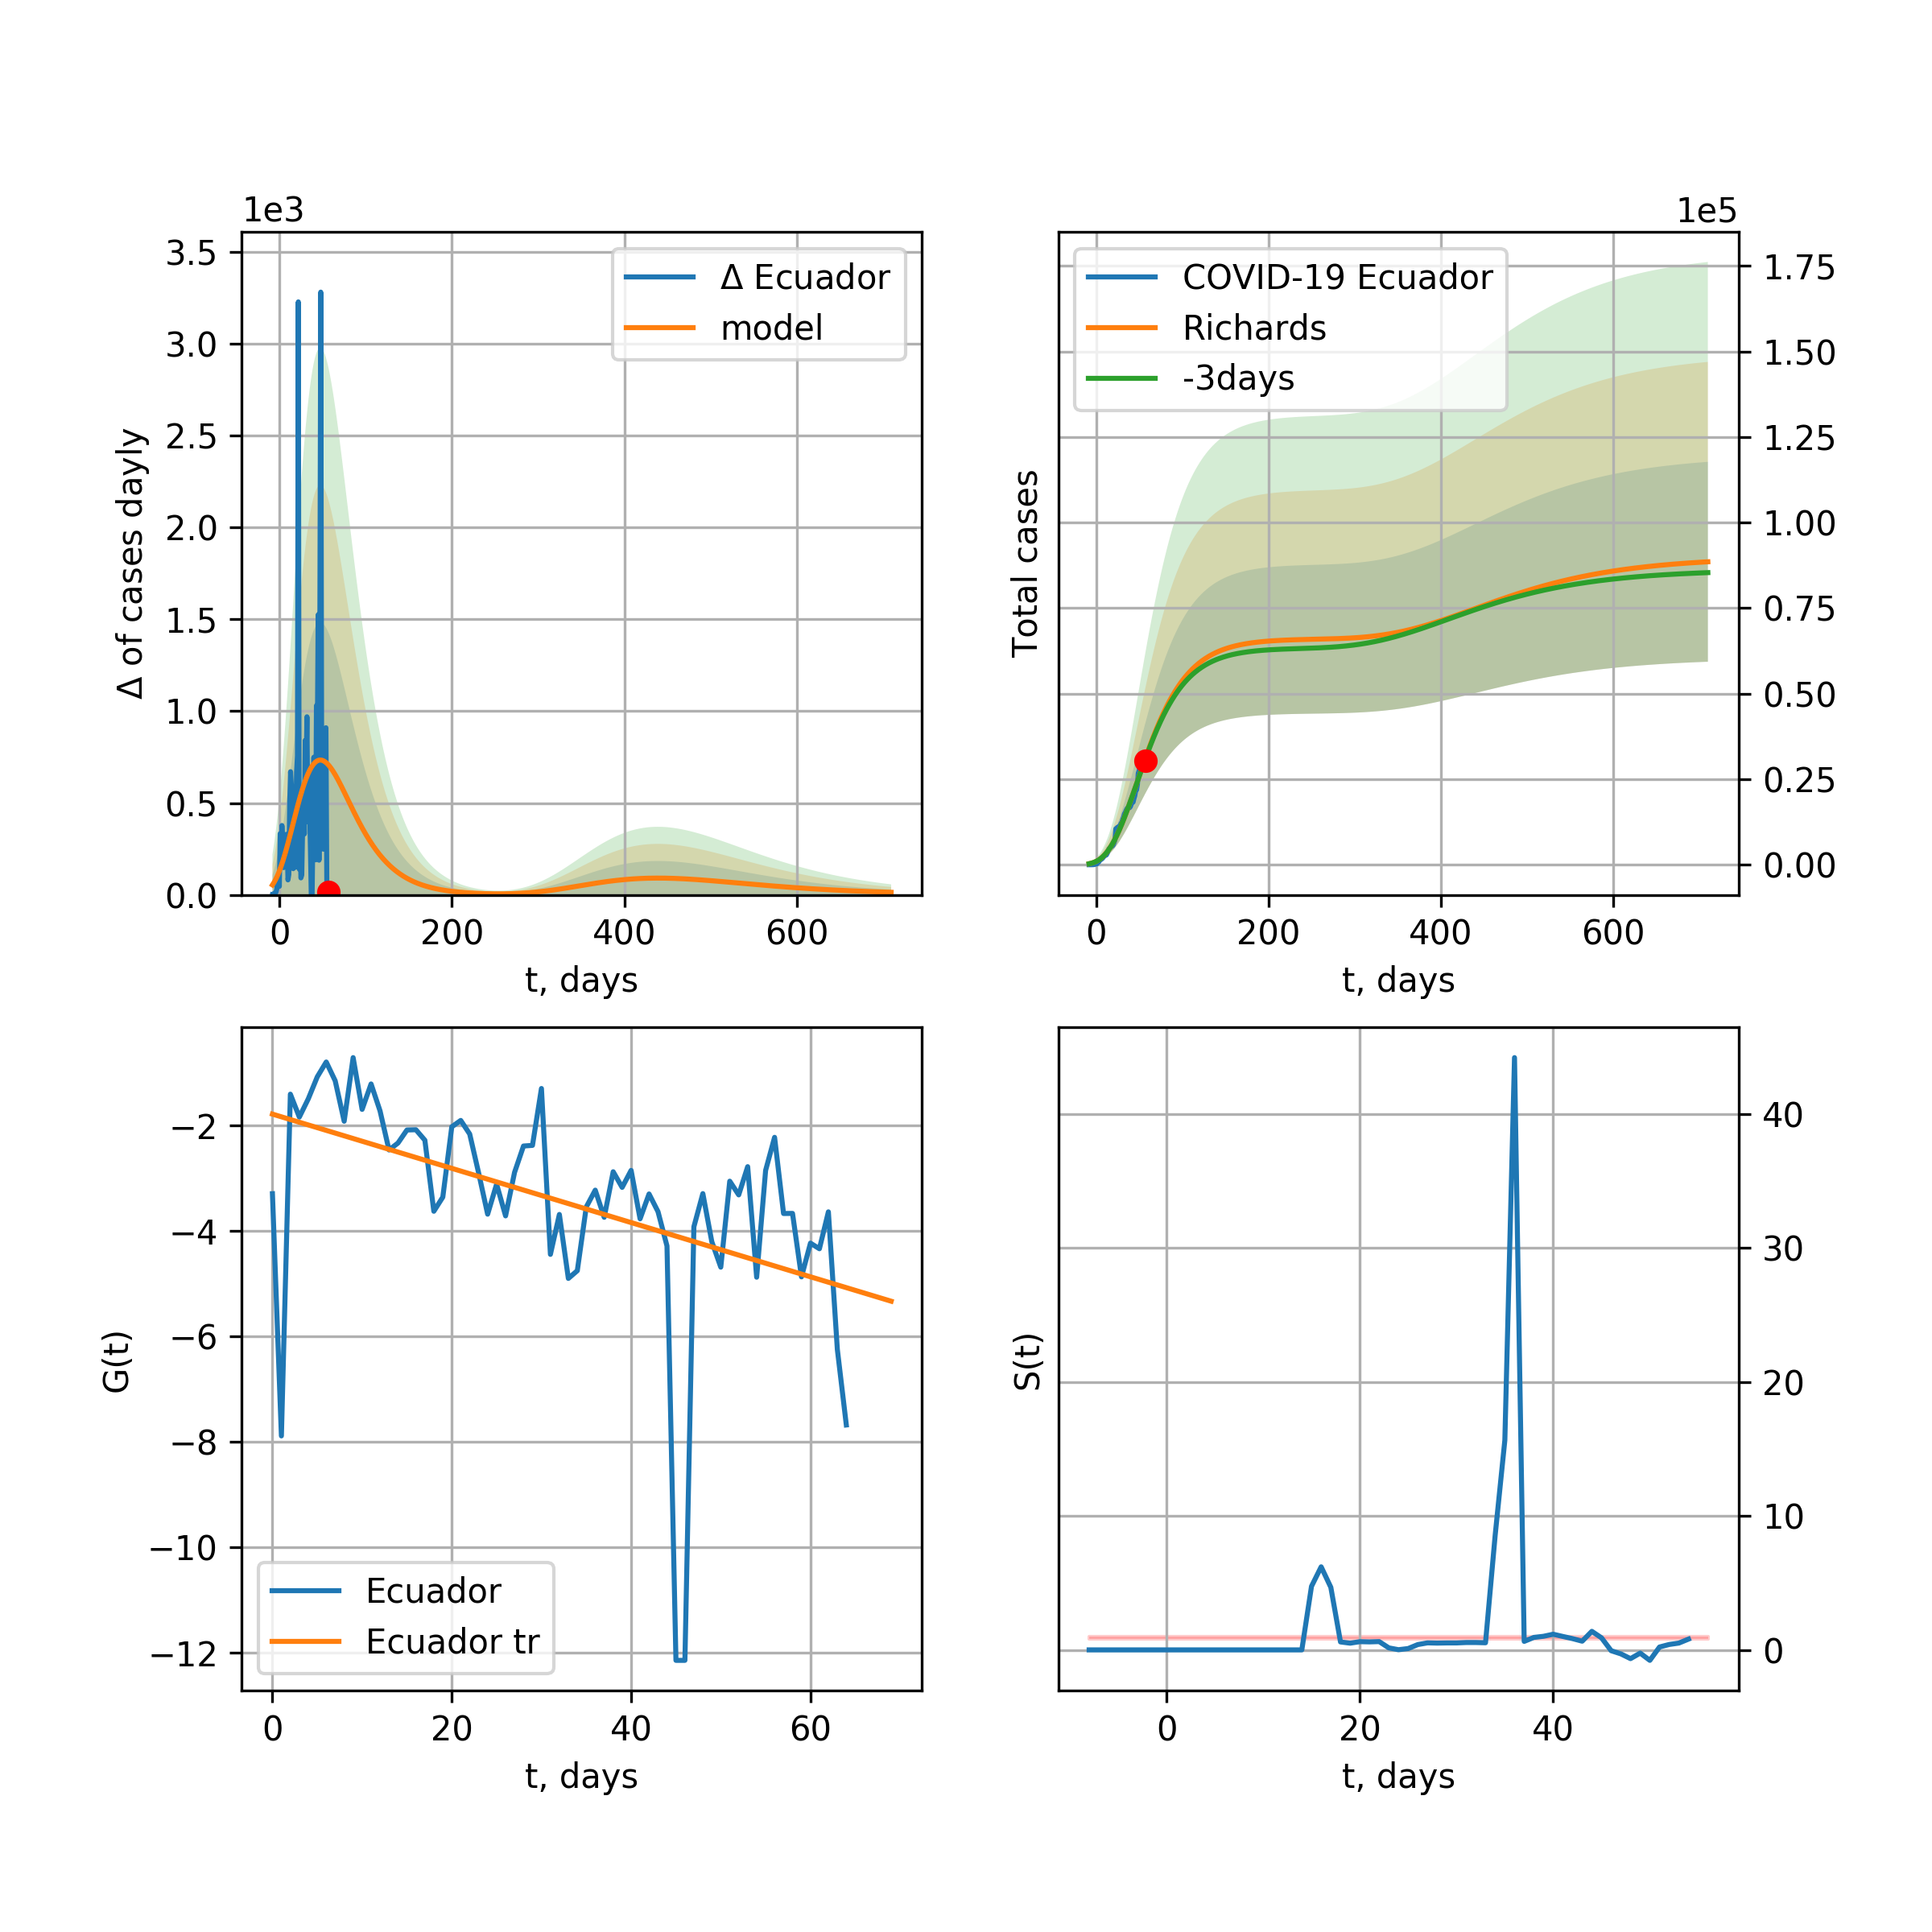 1e3
3.5
3.0
2.5
2.0
1.5
1.0
0.5
0.0
Δ of cases dayly
Δ Ecuador
model
0 200 400 600
t, days
1e5
COVID-19 Ecuador
Richards
-3days
Total cases
1.75
1.50
1.25
1.00
0.75
0.50
0.25
0.00
0 200 400 600
t, days
−2
−4
−6
−8
−10
−12
G(t)
Ecuador
Ecuador tr
0 20 40 60
t, days
S(t)
40
30
20
10
0
0 20 40
t, days